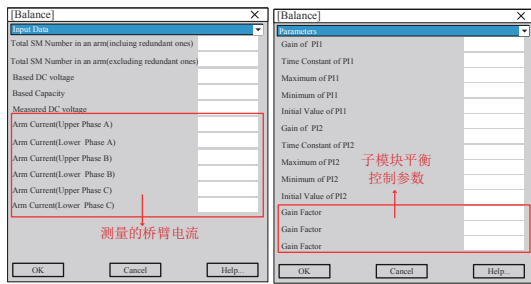 [Balance]
Input Data
Total SM Number in an arm(incluing redundant ones)
Total SM Number in an arm(excluding redundant ones)
Based DC voltage
Based Capacity
Measured DC voltage
Arm Current(Upper Phase A)
Arm Current(Lower Phase A)
Arm Current(Upper Phase B)
Arm Current(Lower Phase B)
Arm Current(Upper Phase C)
Arm Current(Lower Phase C)
测量的桥臂电流
OK Cancel Help...
[Balance]
Parameters
Gain of PI1
Time Constant of PI1
Maximum of PI1
Minimum of PI1
Initial Value of PI1
Gain of PI2
Time Constant of PI2
Maximum of PI2
Minimum of PI2
Initial Value of PI2
子模块平衡
控制参数
Gain Factor
Gain Factor
Gain Factor
OK Cancel Help...